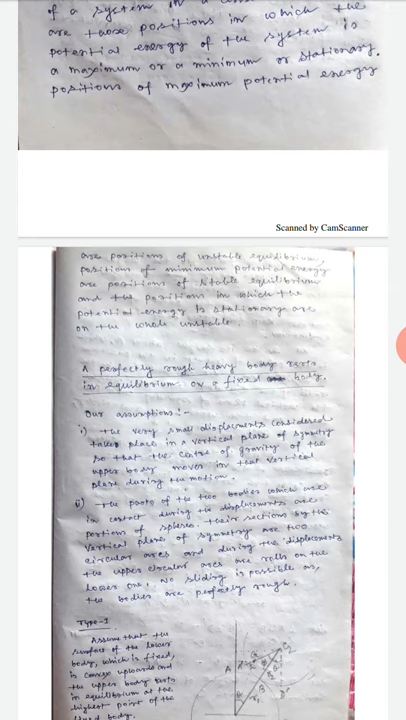 of a system in a
are those positions in which the
potential energy of the system is
a maximum or a minimum or stationary.
positions of maximum potential energy
Scanned by CamScanner
are positions of unstable equilibrium,
positions of minimum potential energy
are positions of stable equilibrium
and the positions in which the
potential energy is stationary are
on the whole unstable.
A perfectly rough heavy body rests
in equilibrium on a fixed body.
Our assumptions:-
i) the very small displacments considered
takes place in a vertical plane of symmetry
so that the centre of gravity of the
upper body moves in that vertical
plane during the motion.
ii) The parts of the two bodies which are
in contact during the displacements are
portions of spheres. their sections by the
vertical plane of symmetry are two
circular arcs and during the displacements
the upper circular arcs are rolls on the
lower one, No sliding is possible as,
the bodies are perfectly rough.
Type-1
Assume that the
surface of the lower
body, which is fixed,
is convex upwards and
the upper body rests
in equilibrium at the
highest point of the
fixed body.
A